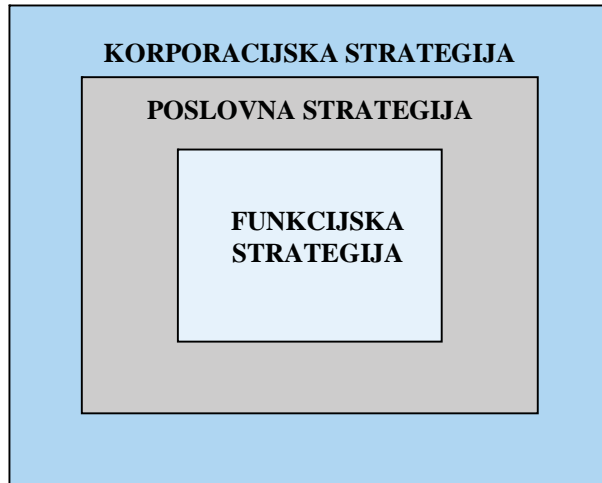 KORPORACIJSKA STRATEGIJA
POSLOVNA STRATEGIJA
FUNKCIJSKA
STRATEGIJA